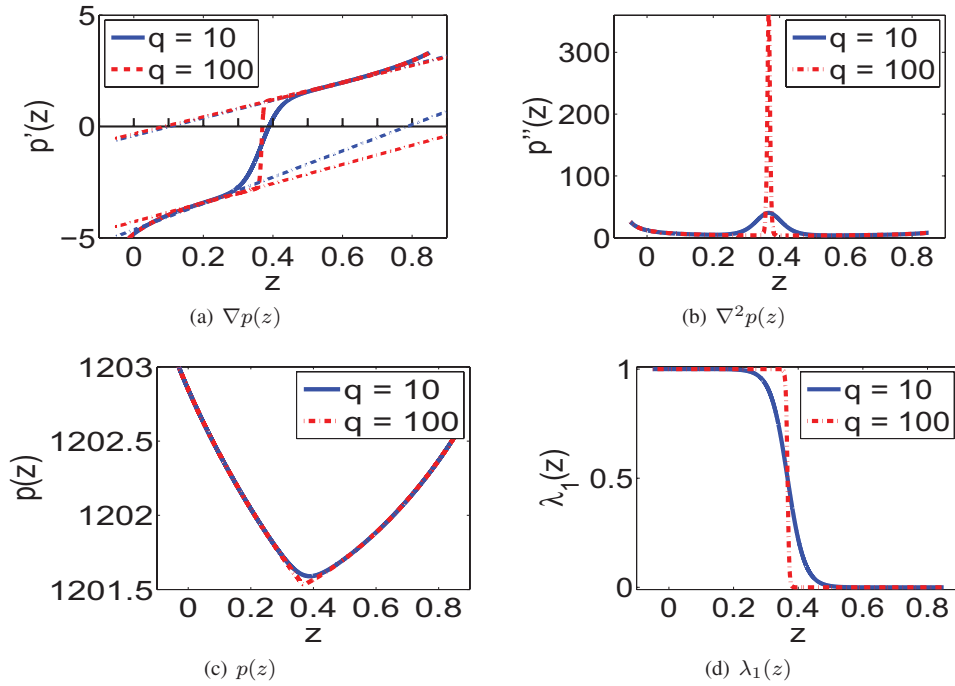 5
0
−5
p'(z)
q = 10
q = 100
0 0.2 0.4 0.6 0.8
z
(a) ∇p(z)
300
200
100
0
p''(z)
q = 10
q = 100
0 0.2 0.4 0.6 0.8
z
(b) ∇²p(z)
1203
1202.5
1202
1201.5
p(z)
q = 10
q = 100
0 0.2 0.4 0.6 0.8
z
(c) p(z)
1
0.5
0
λ₁(z)
q = 10
q = 100
0 0.2 0.4 0.6 0.8
z
(d) λ₁(z)